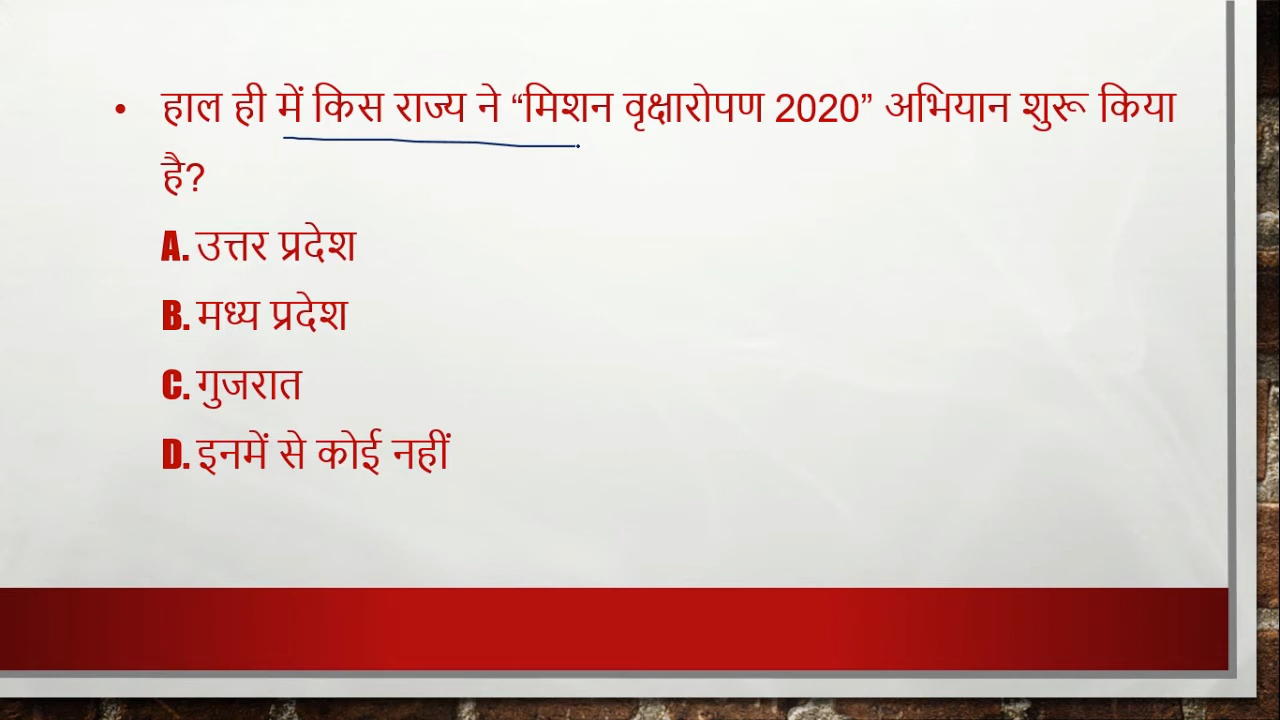 • हाल ही में किस राज्य ने “मिशन वृक्षारोपण 2020” अभियान शुरू किया
है?
A. उत्तर प्रदेश
B. मध्य प्रदेश
C. गुजरात
D. इनमें से कोई नहीं